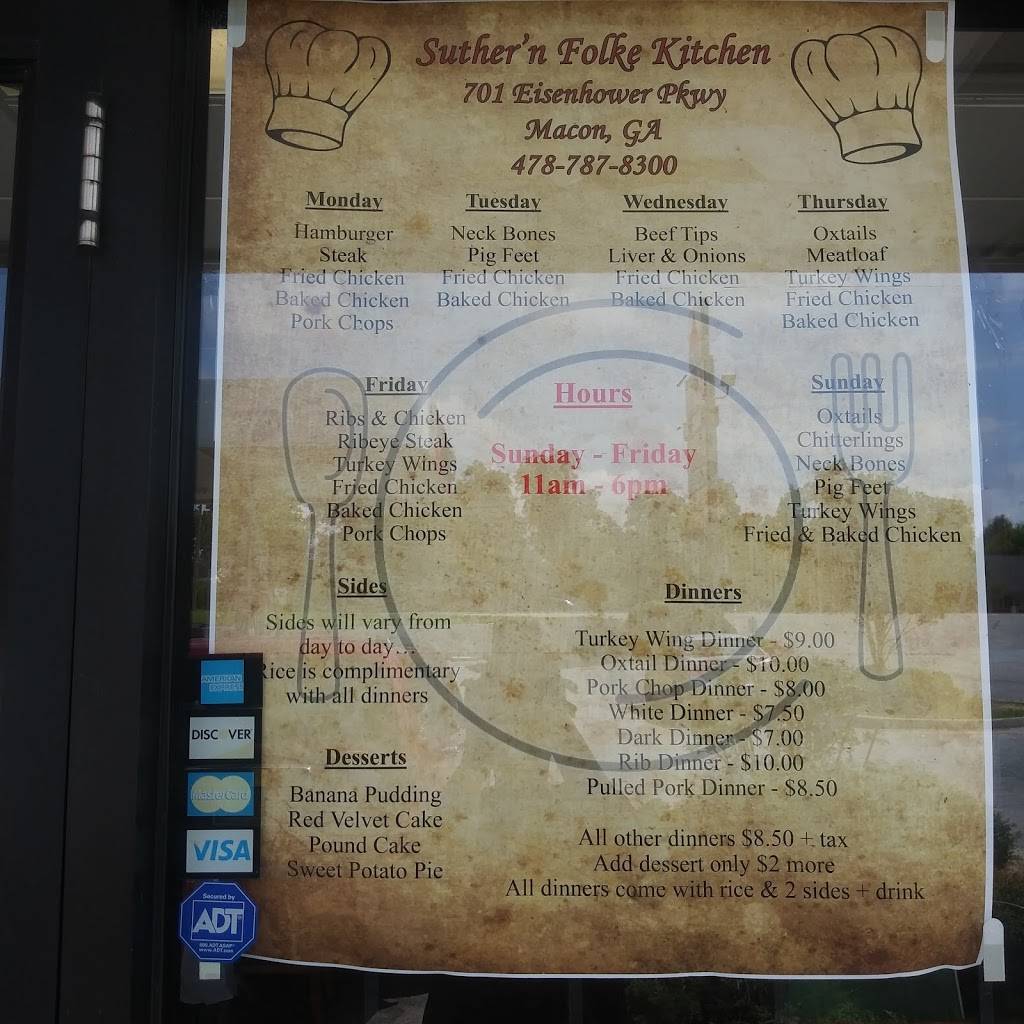 Suther'n Folke Kitchen
701 Eisenhower Pkwy
Macon, GA
478-787-8300
Monday
Hamburger
Steak
Fried Chicken
Baked Chicken
Pork Chops
Tuesday
Neck Bones
Pig Feet
Fried Chicken
Baked Chicken
Wednesday
Beef Tips
Liver & Onions
Fried Chicken
Baked Chicken
Thursday
Oxtails
Meatloaf
Turkey Wings
Fried Chicken
Baked Chicken
Friday
Ribs & Chicken
Ribeye Steak
Turkey Wings
Fried Chicken
Baked Chicken
Pork Chops
Hours
Sunday - Friday
11am - 6pm
Sunday
Oxtails
Chitterlings
Neck Bones
Pig Feet
Turkey Wings
Fried & Baked Chicken
Sides
Sides will vary from
day to day...
Rice is complimentary
with all dinners
Desserts
Banana Pudding
Red Velvet Cake
Pound Cake
Sweet Potato Pie
Dinners
Turkey Wing Dinner - $9.00
Oxtail Dinner - $10.00
Pork Chop Dinner - $8.00
White Dinner - $7.50
Dark Dinner - $7.00
Rib Dinner - $10.00
Pulled Pork Dinner - $8.50
All other dinners $8.50 + tax
Add dessert only $2 more
All dinners come with rice & 2 sides + drink
AMERICAN
EXPRESS
DISC VER
MasterCard
VISA
Secured by
ADT
www.ADT.com